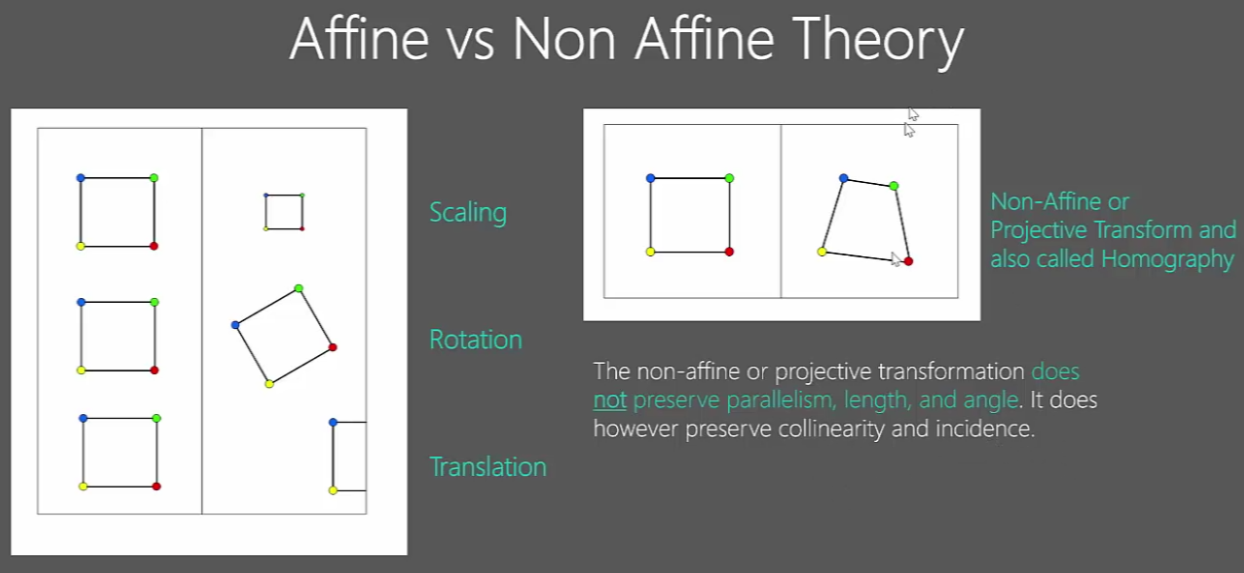 Affine vs Non Affine Theory
Scaling
Rotation
Translation
Non-Affine or
Projective Transform and
also called Homography
The non-affine or projective transformation does
not preserve parallelism, length, and angle. It does
however preserve collinearity and incidence.